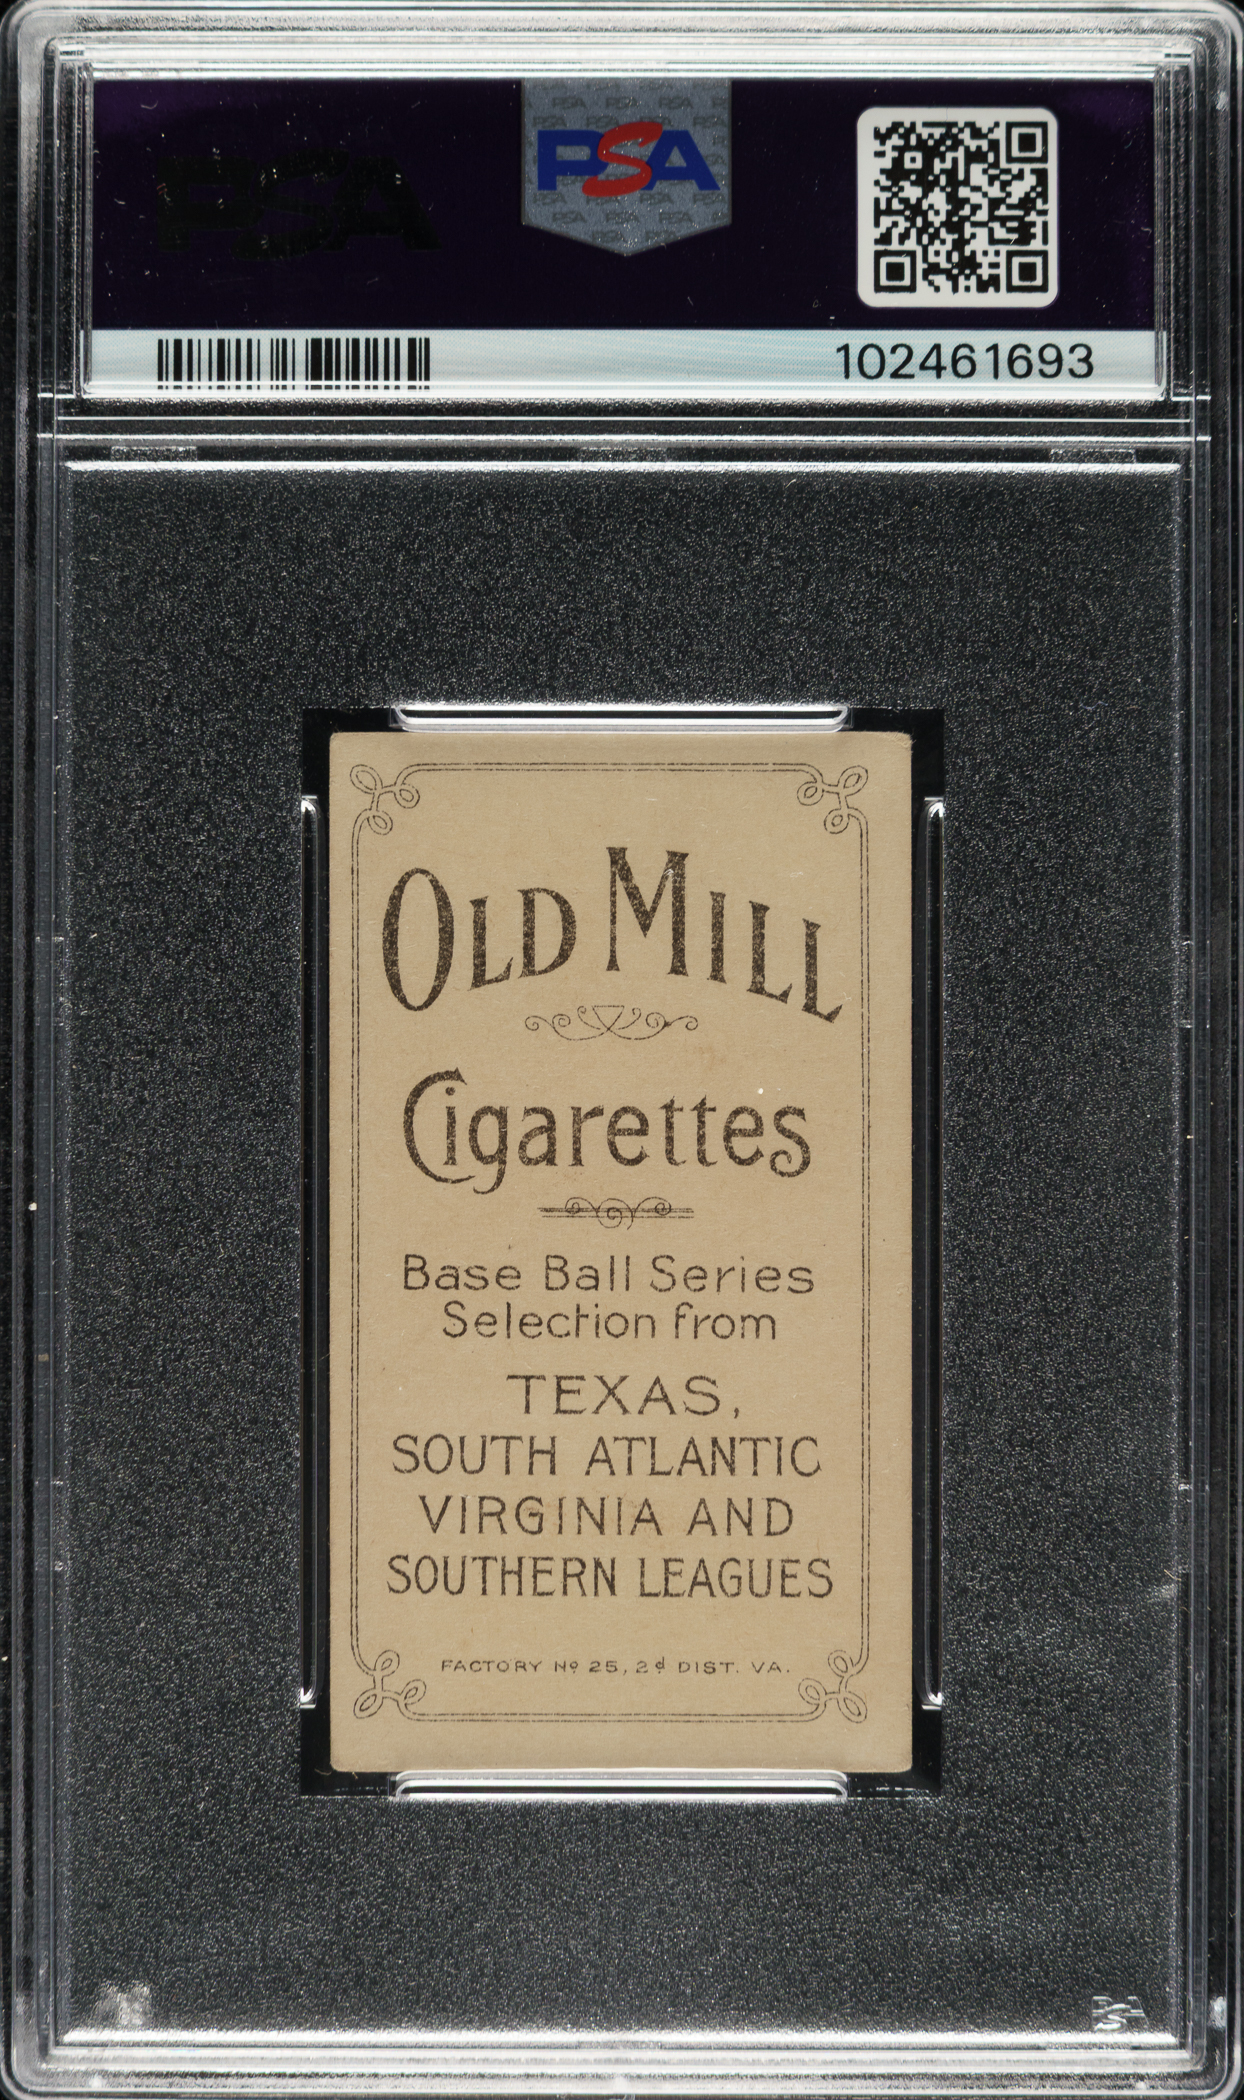 PSA
PSA
102461693
OLD MILL
Cigarettes
Base Ball Series
Selection from
TEXAS,
SOUTH ATLANTIC
VIRGINIA AND
SOUTHERN LEAGUES
FACTORY Nº 25, 2d DIST. VA.
PSA